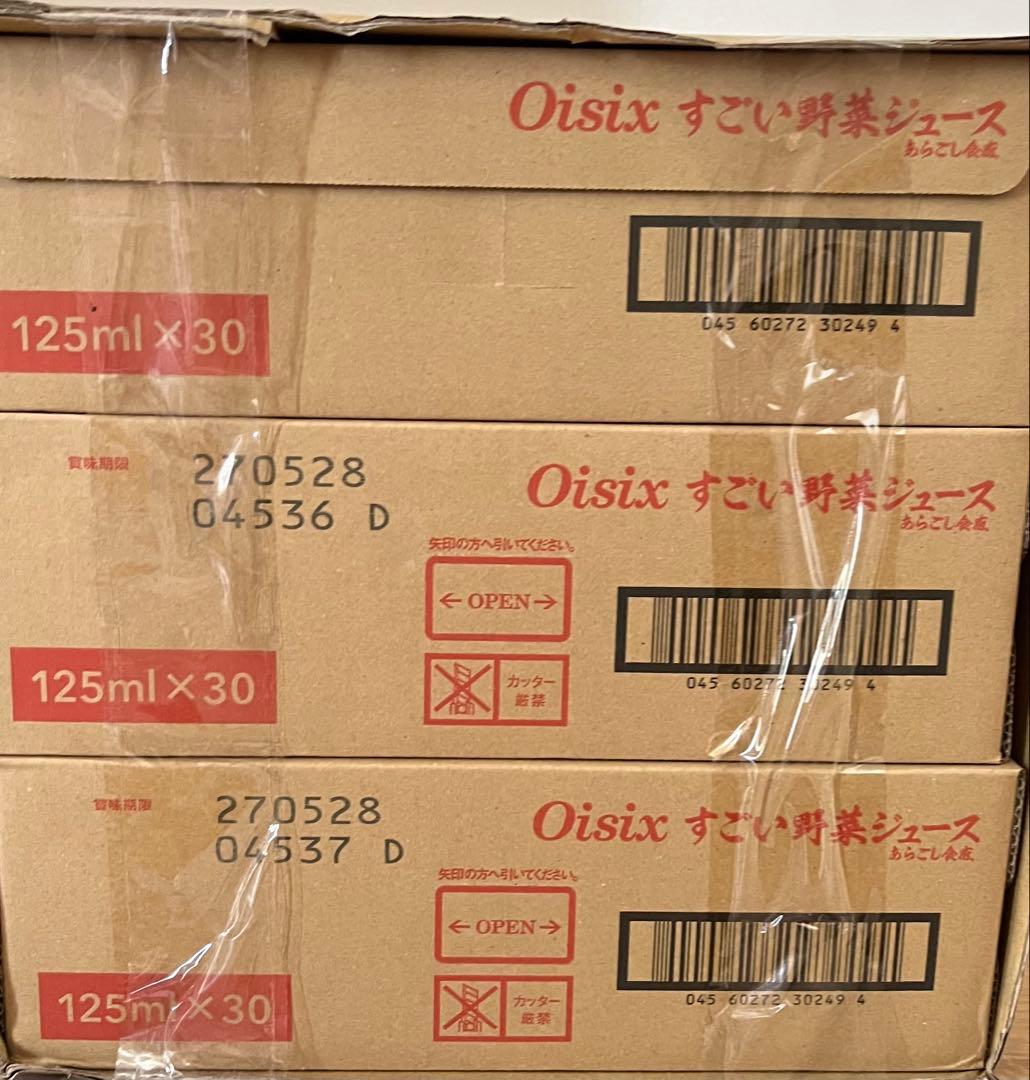 Oisix すごい野菜ジュース
あらごし食感
045 60272 30249 4
125ml×30
賞味期限 270528
04536 D
Oisix すごい野菜ジュース
あらごし食感
矢印の方へ引いてください。
←OPEN→
045 60272 30249 4
125ml×30
カッター
厳禁
賞味期限 270528
04537 D
Oisix すごい野菜ジュース
あらごし食感
矢印の方へ引いてください。
←OPEN→
045 60272 30249 4
125ml×30
カッター
厳禁